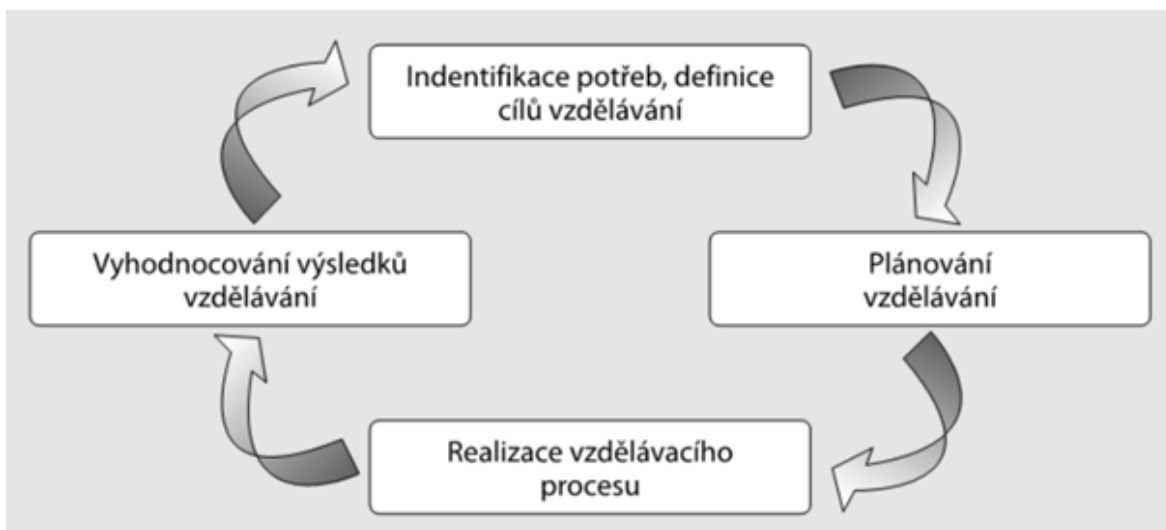 Indentifikace potřeb, definice
cílů vzdělávání
Plánování
vzdělávání
Realizace vzdělávacího
procesu
Vyhodnocování výsledků
vzdělávání